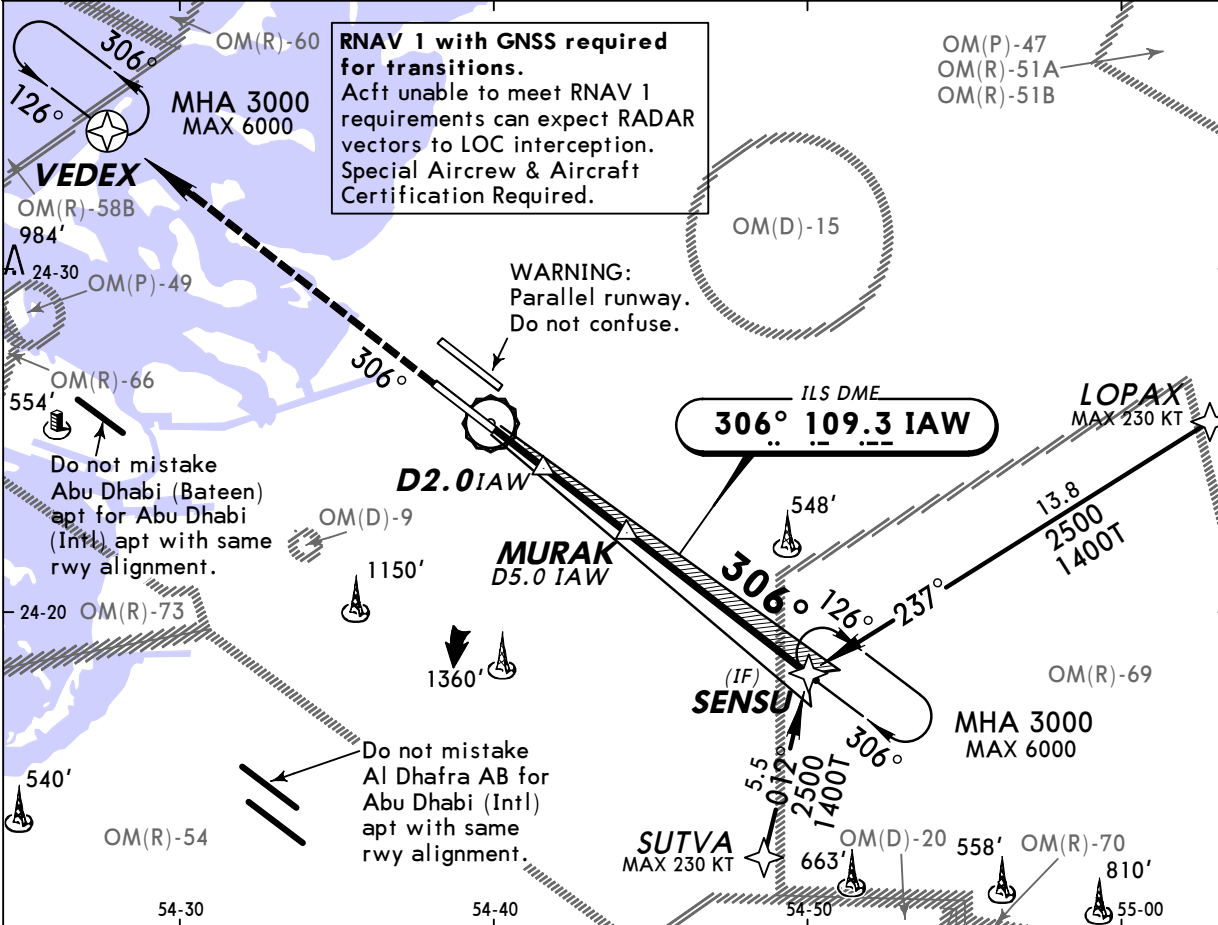 OM(R)-60
306°
126°
MHA 3000
MAX 6000
VEDEX
RNAV 1 with GNSS required
for transitions.
Acft unable to meet RNAV 1
requirements can expect RADAR
vectors to LOC interception.
Special Aircrew & Aircraft
Certification Required.
OM(P)-47
OM(R)-51A
OM(R)-51B
OM(R)-58B
984'
24-30
OM(P)-49
OM(D)-15
WARNING:
Parallel runway.
Do not confuse.
306°
OM(R)-66
554'
ILS DME
306° 109.3 IAW
LOPAX
MAX 230 KT
Do not mistake
Abu Dhabi (Bateen)
apt for Abu Dhabi
(Intl) apt with same
rwy alignment.
D2.0 IAW
OM(D)-9
548'
13.8
2500
1400T
MURAK
D5.0 IAW
1150'
306°
126°
237°
24-20
OM(R)-73
1360'
(IF)
SENSU
OM(R)-69
MHA 3000
MAX 6000
306°
Do not mistake
Al Dhafra AB for
Abu Dhabi (Intl)
apt with same
rwy alignment.
540'
OM(R)-54
5.5
012°
2500
1400T
SUTVA
MAX 230 KT
663'
OM(D)-20
558'
OM(R)-70
810'
54-30
54-40
54-50
55-00